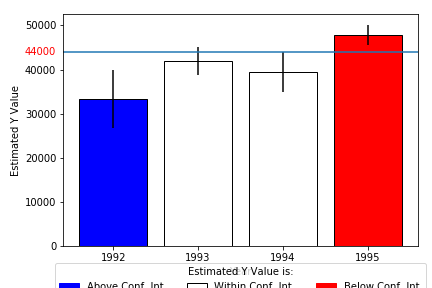 50000
44000
40000
30000
20000
10000
0
Estimated Y Value
1992 1993 1994 1995
Estimated Y Value is:
Above Conf. Int. Within Conf. Int. Below Conf. Int.